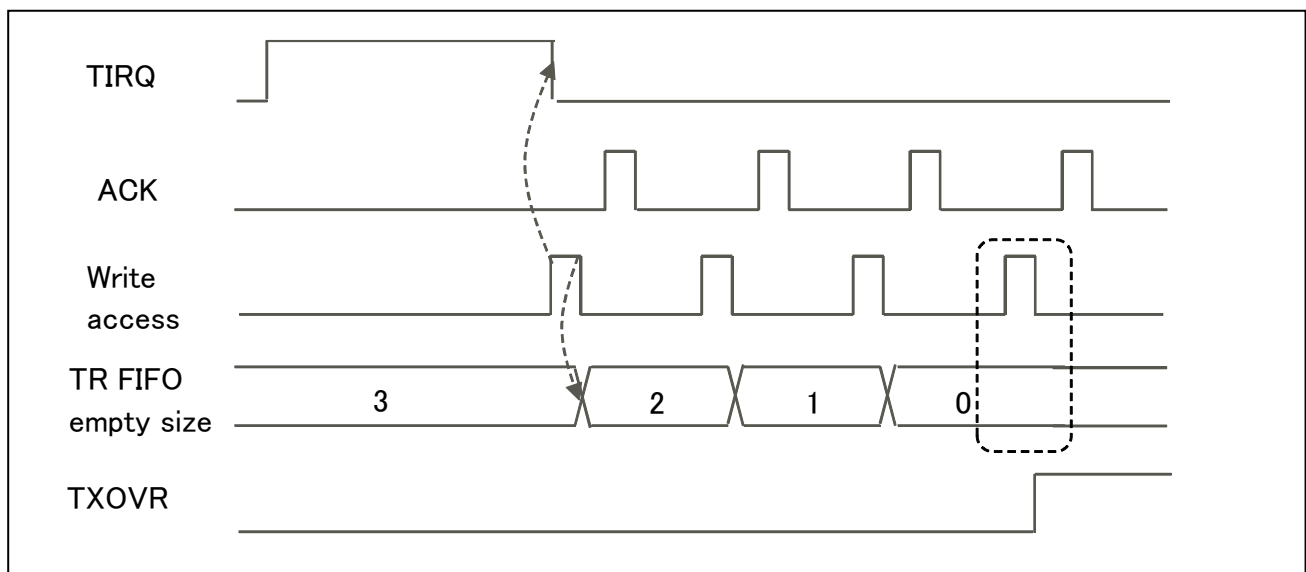 TIRQ
ACK
Write
access
TR FIFO
empty size
3
2
1
0
TXOVR